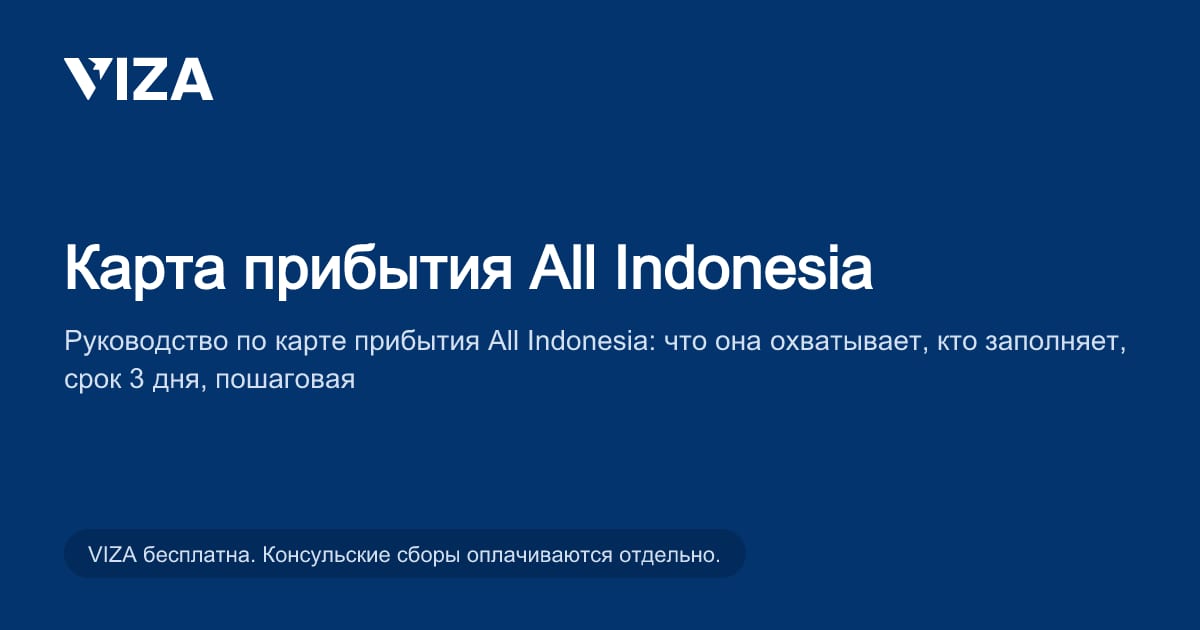 VIZA
Карта прибытия All Indonesia
Руководство по карте прибытия All Indonesia: что она охватывает, кто заполняет,
срок 3 дня, пошаговая
VIZA бесплатна. Консульские сборы оплачиваются отдельно.